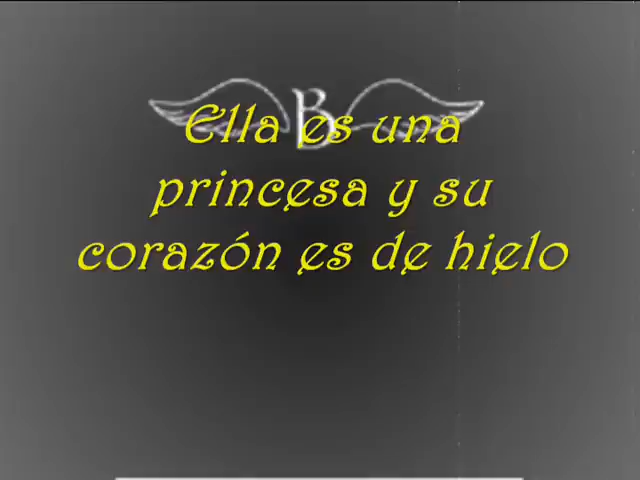 B
Ella es una
princesa y su
corazón es de hielo